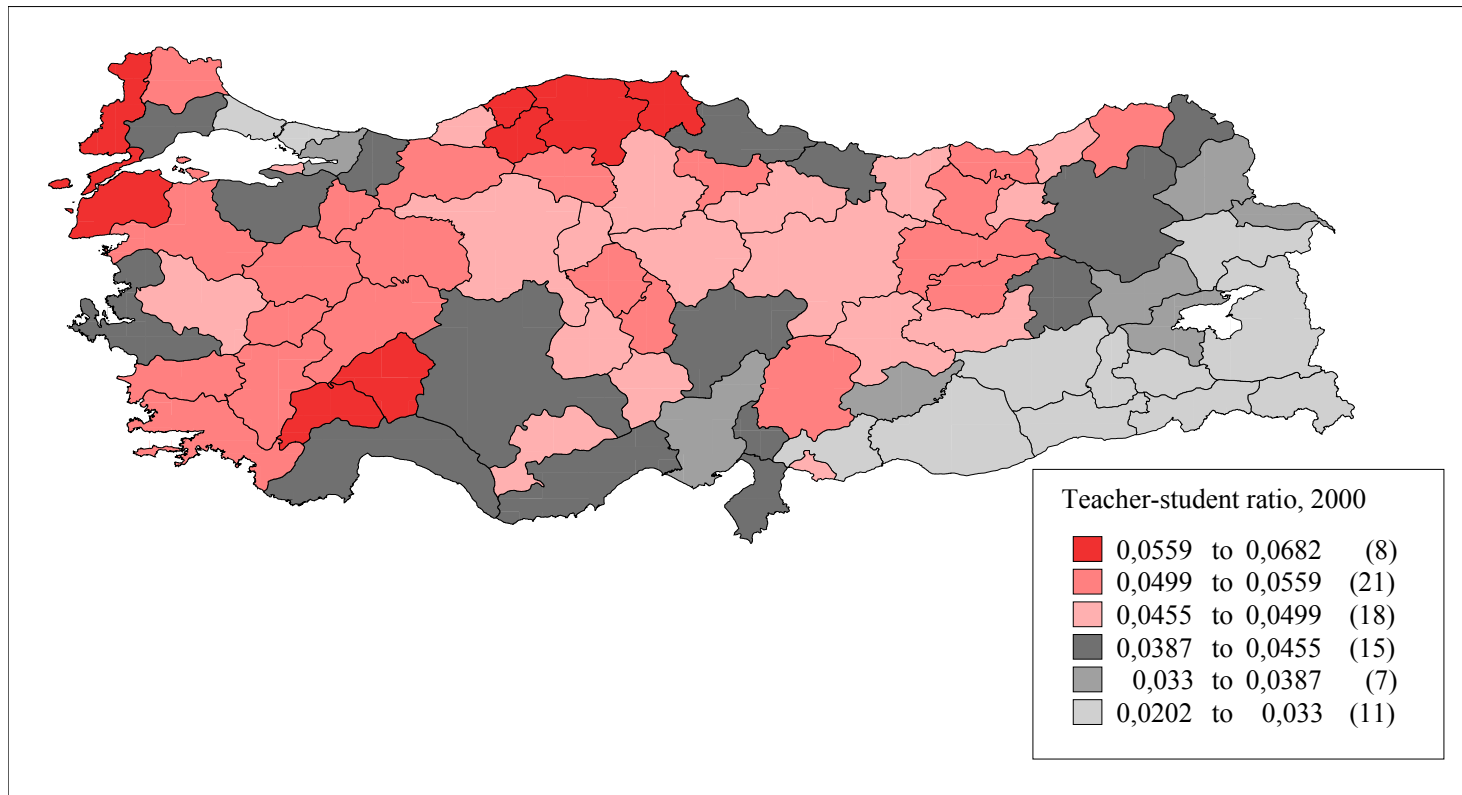 Teacher-student ratio, 2000
0,0559 to 0,0682 (8)
0,0499 to 0,0559 (21)
0,0455 to 0,0499 (18)
0,0387 to 0,0455 (15)
0,033 to 0,0387 (7)
0,0202 to 0,033 (11)